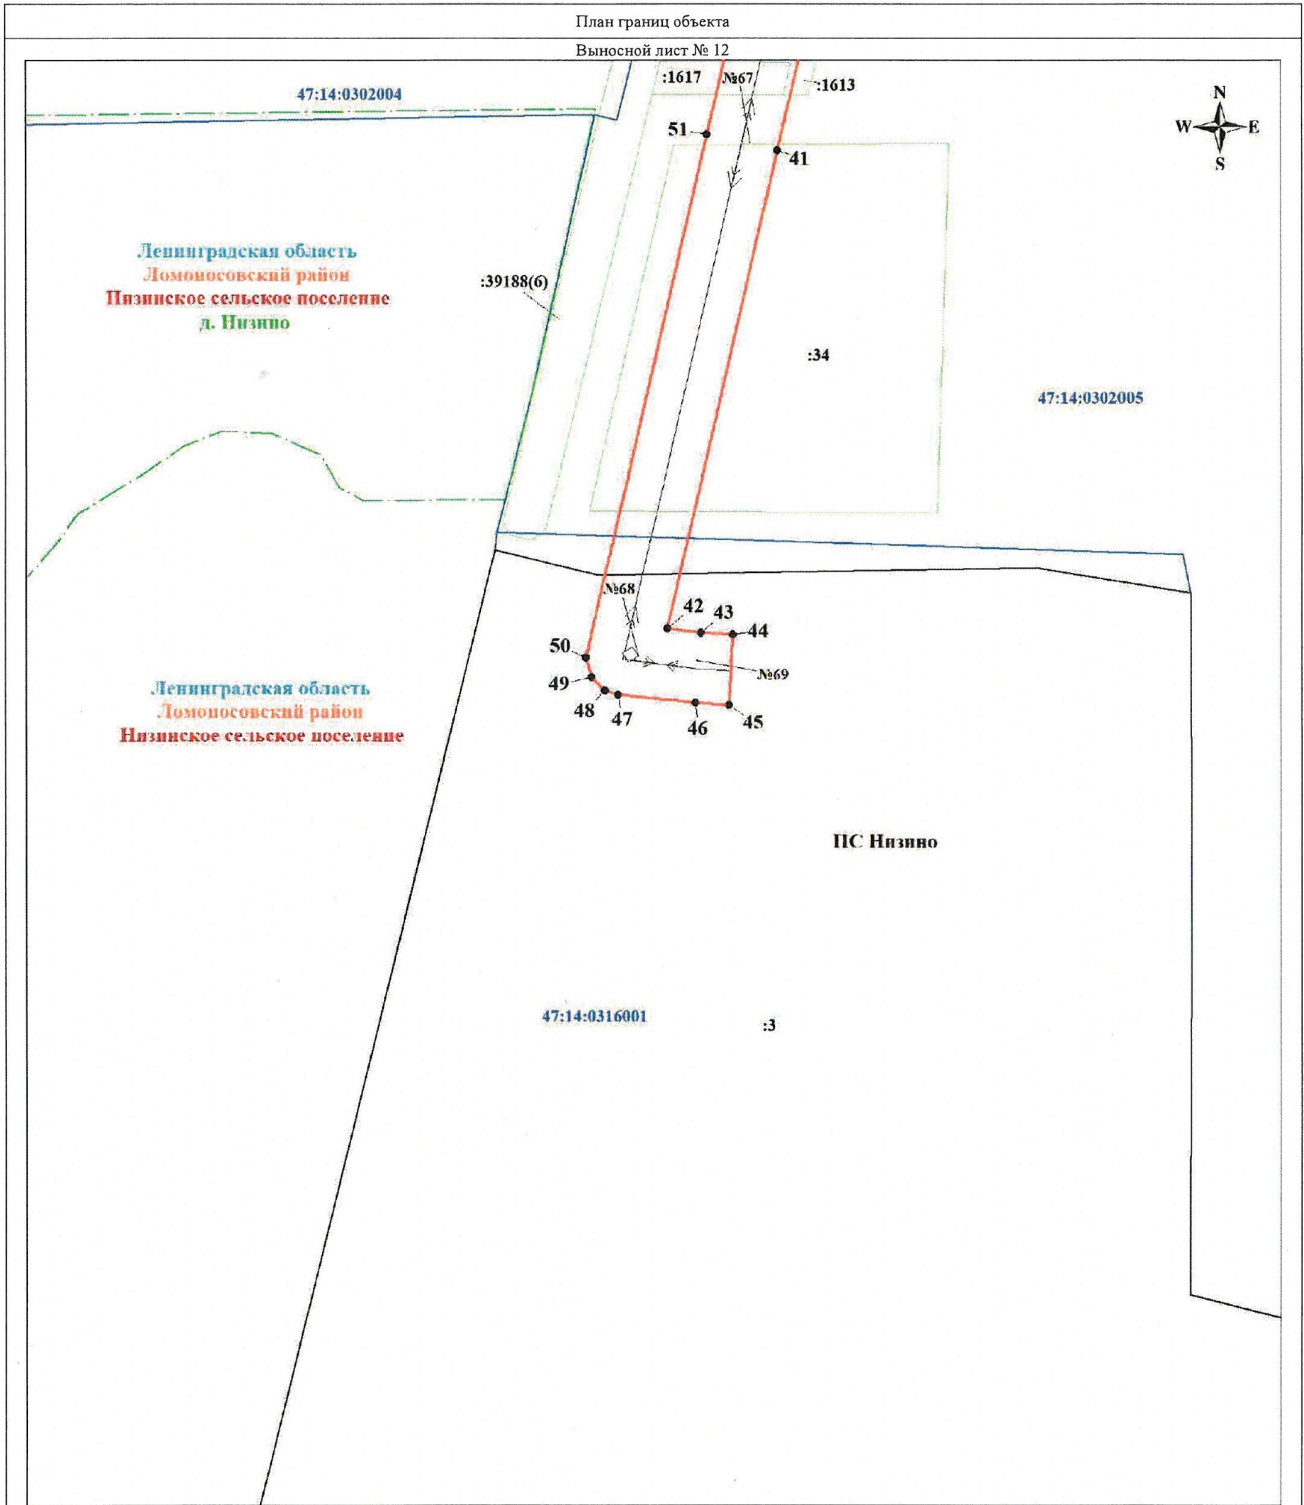 План границ объекта
Выносной лист № 12
47:14:0302004
:1617
№67
:1613
N
W
E
S
51
41
Ленинградская область
Ломоносовский район
Низинское сельское поселение
д. Низино
:39188(6)
:34
47:14:0302005
№68
42
43
44
50
49
№69
48
47
46
45
Ленинградская область
Ломоносовский район
Низинское сельское поселение
ПС Низино
47:14:0316001
:3